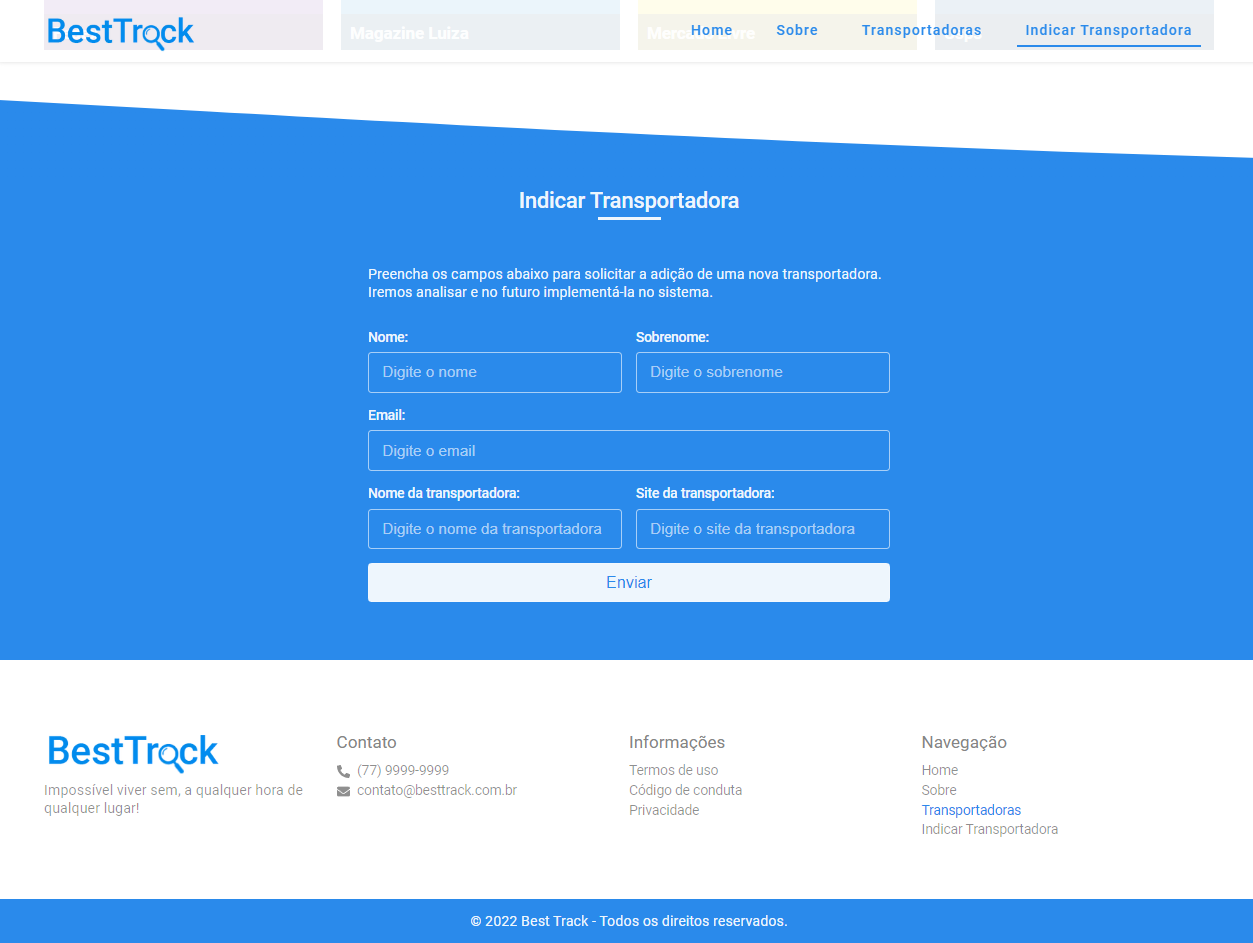 BestTrack
Magazine Luiza
Home
Sobre
Transportadoras
Indicar Transportadora
Indicar Transportadora
Preencha os campos abaixo para solicitar a adição de uma nova transportadora.
Iremos analisar e no futuro implementá-la no sistema.
Nome:
Sobrenome:
Digite o nome
Digite o sobrenome
Email:
Digite o email
Nome da transportadora:
Site da transportadora:
Digite o nome da transportadora
Digite o site da transportadora
Enviar
BestTrack
Impossível viver sem, a qualquer hora de
qualquer lugar!
Contato
(77) 9999-9999
contato@besttrack.com.br
Informações
Termos de uso
Código de conduta
Privacidade
Navegação
Home
Sobre
Transportadoras
Indicar Transportadora
© 2022 Best Track - Todos os direitos reservados.